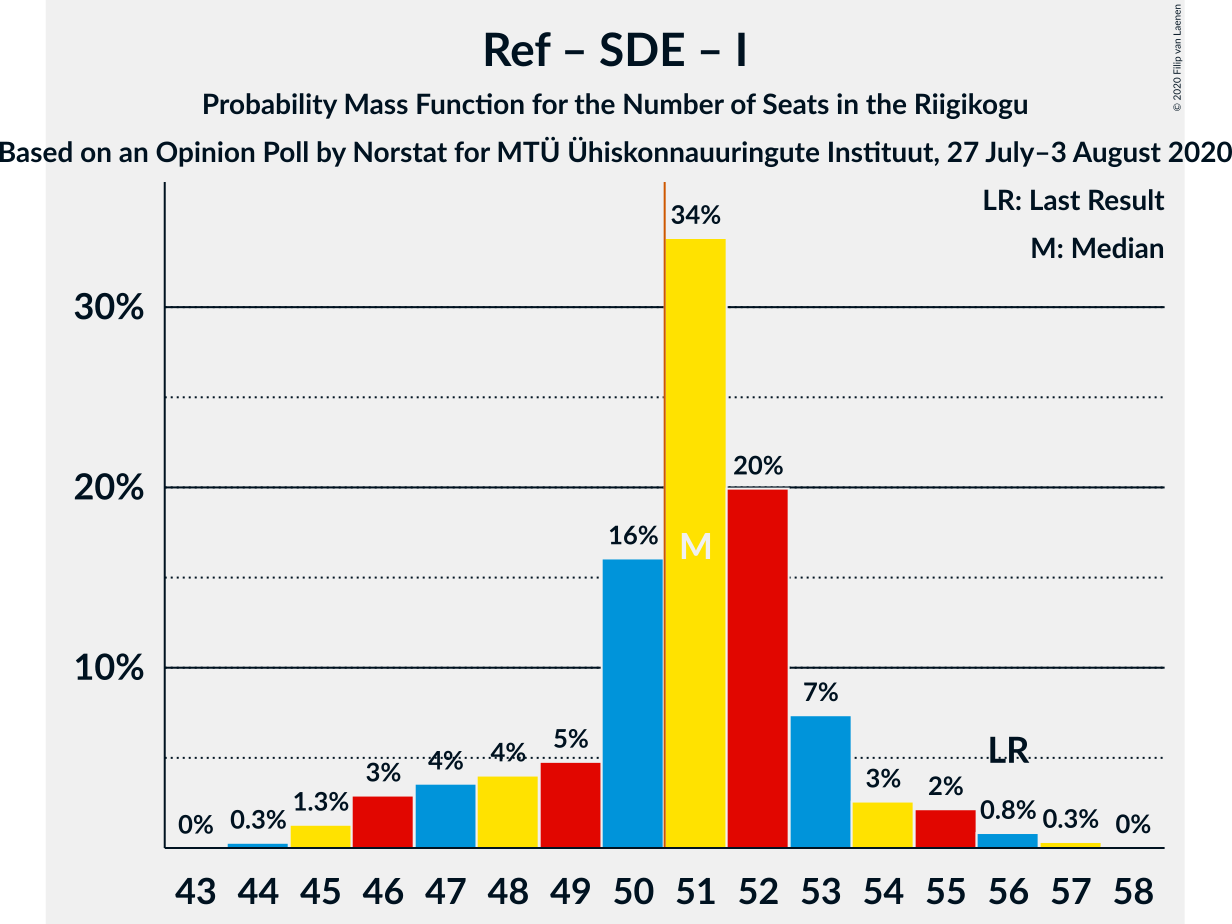 Ref – SDE – I
Probability Mass Function for the Number of Seats in the Riigikogu
Based on an Opinion Poll by Norstat for MTÜ Ühiskonnauuringute Instituut, 27 July–3 August 2020
© 2020 Filip van Laenen
LR: Last Result
M: Median
34%
30%
20%
20%
16%
M
10%
7%
5%
4%
4%
3%
1.3%
0.3%
0%
LR
3%
2%
0.8%
0.3%
0%
43 44 45 46 47 48 49 50 51 52 53 54 55 56 57 58